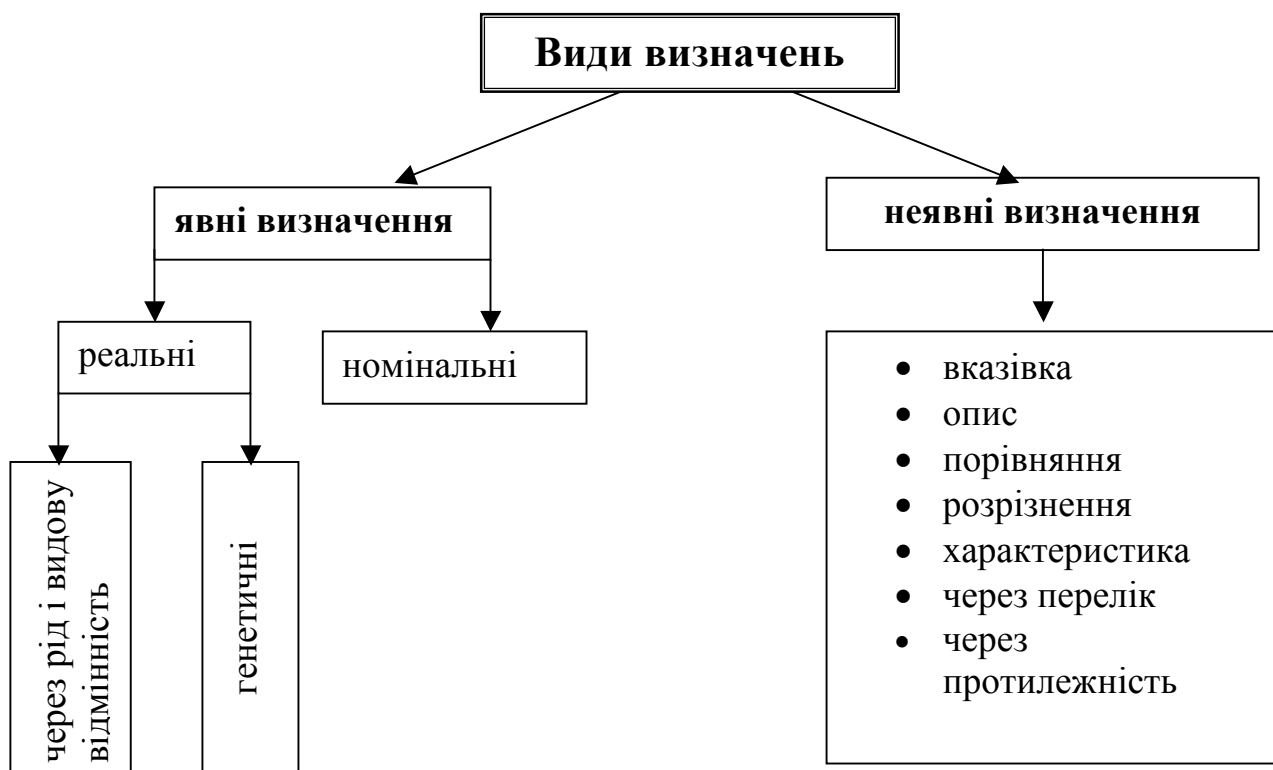 Види визначень
явні визначення
неявні визначення
реальні
номінальні
через рід і видову
відмінність
генетичні
• вказівка
• опис
• порівняння
• розрізнення
• характеристика
• через перелік
• через
протилежність